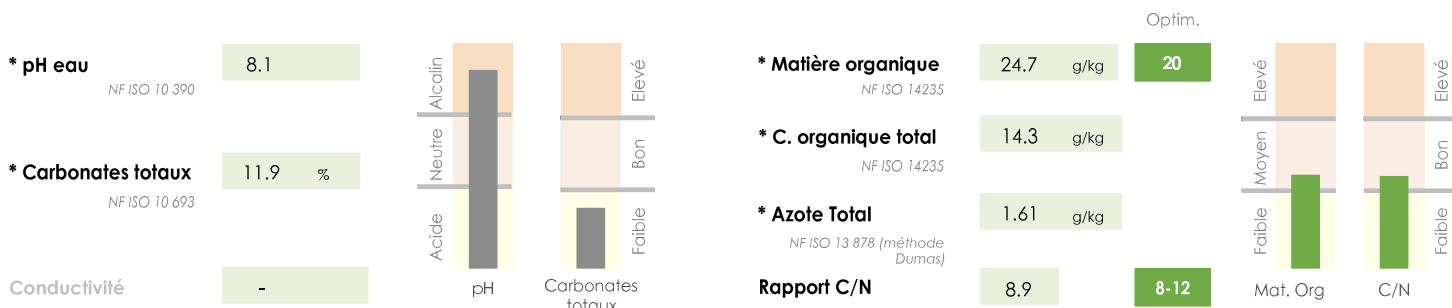 Optim.
* pH eau 8.1
NF ISO 10 390
* Carbonates totaux 11.9 %
NF ISO 10 693
Conductivité -
Alcalin
Neutre
Acide
Elevé
Bon
Faible
pH
Carbonates
totaux
* Matière organique 24.7 g/kg 20
NF ISO 14235
* C. organique total 14.3 g/kg
NF ISO 14235
* Azote Total 1.61 g/kg
NF ISO 13 878 (méthode
Dumas)
Rapport C/N 8.9 8-12
Elevé
Moyen
Faible
Elevé
Bon
Faible
Mat. Org
C/N